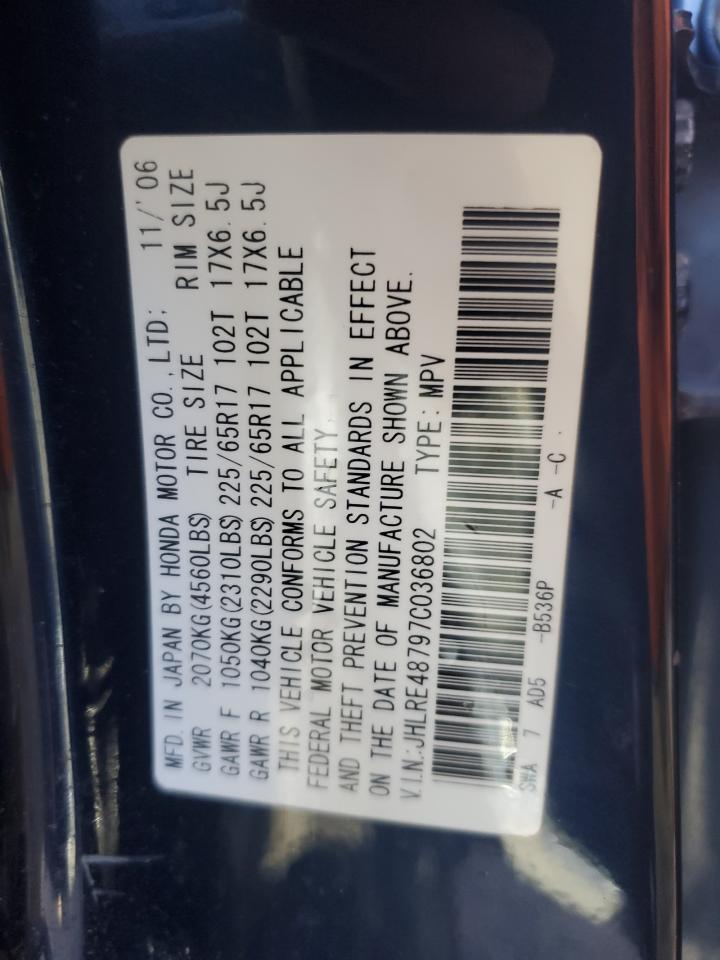 MFD. IN JAPAN BY HONDA MOTOR CO.,LTD: 11/'06
GVWR 2070KG(4560LBS) TIRE SIZE RIM SIZE
GAWR F 1050KG(2310LBS)225/65R17 102T 17X6.5J
GAWR R 1040KG(2290LBS)225/65R17 102T 17X6.5J
THIS VEHICLE CONFORMS TO ALL APPLICABLE
FEDERAL MOTOR VEHICLE SAFETY,
AND THEFT PREVENTION STANDARDS IN EFFECT
ON THE DATE OF MANUFACTURE SHOWN ABOVE.
V.I.N.:JHLRE48797C036802 TYPE: MPV
SWA 7 AD5 -B536P -A -C .